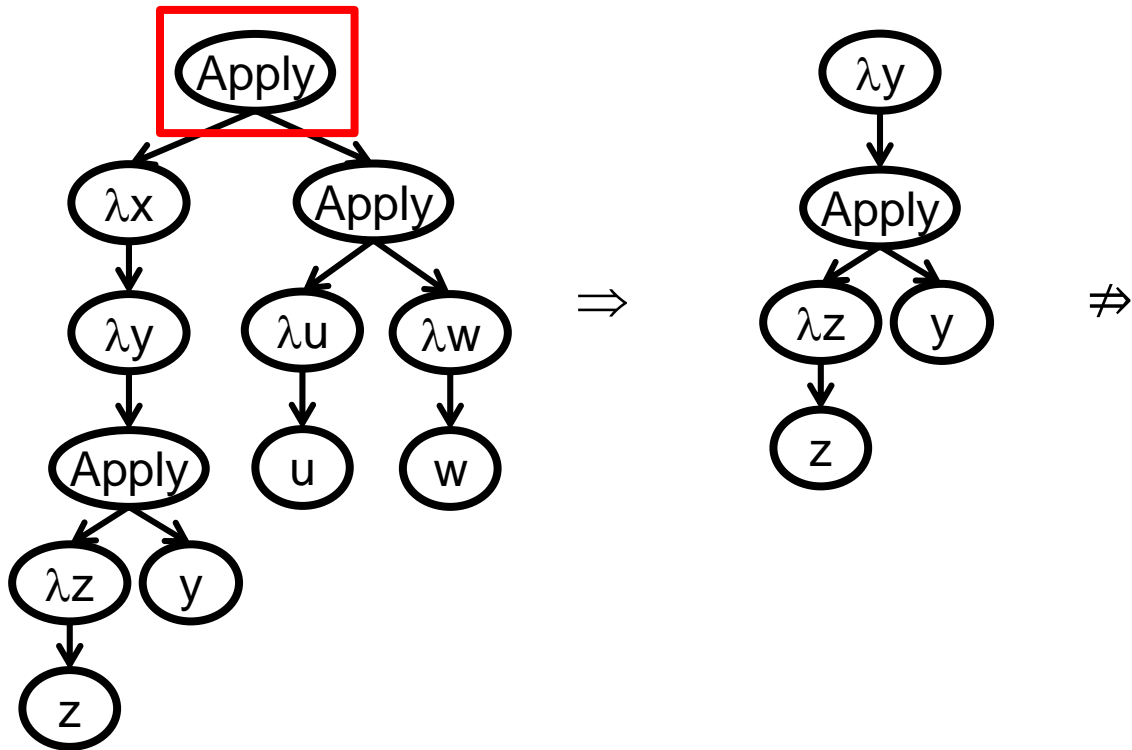 Apply λy
λx Apply Apply
λy λu λw ⇒ λz y ⇏
Apply u w z
λz y
z